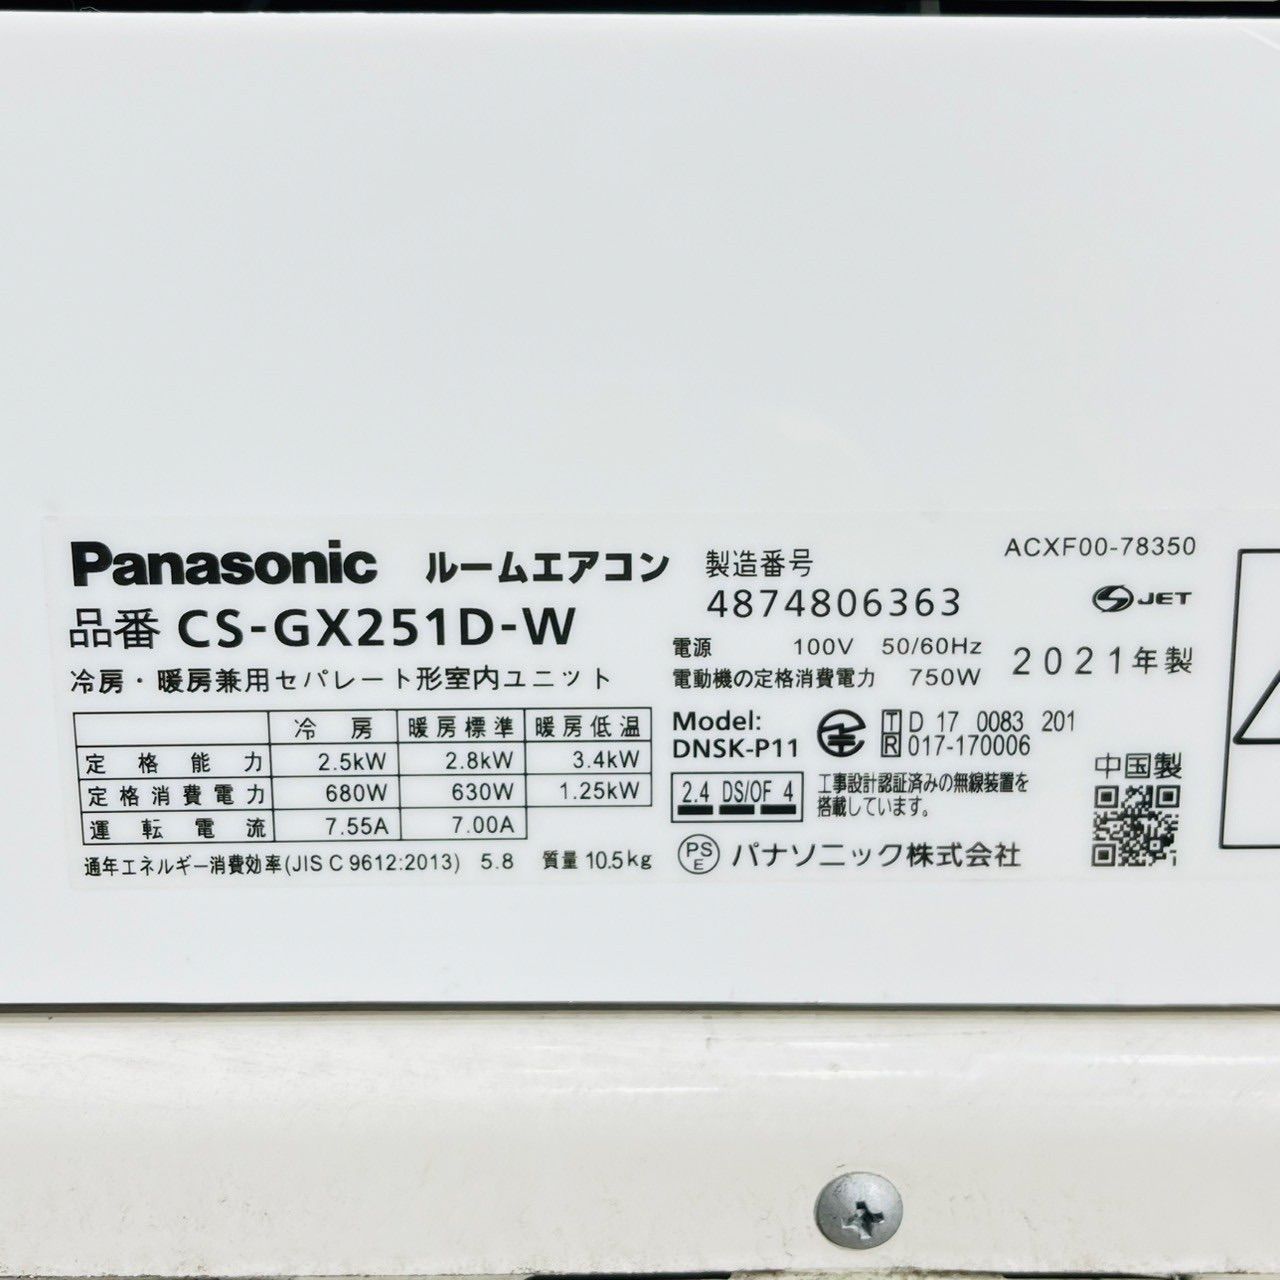 Panasonic ルームエアコン
品番 CS-GX251D-W
冷房・暖房兼用セパレート形室内ユニット
冷房 暖房標準 暖房低温
定格能力 2.5kW 2.8kW 3.4kW
定格消費電力 680W 630W 1.25kW
運転電流 7.55A 7.00A
通年エネルギー消費効率(JIS C 9612:2013) 5.8 質量 10.5kg
製造番号
4874806363
ACXF00-78350
JET
電源 100V 50/60Hz
電動機の定格消費電力 750W
2021年製
Model:
DNSK-P11
T D 17 0083 201
R 017-170006
2.4 DS/OF 4
工事設計認証済みの無線装置を
搭載しています。
PSE パナソニック株式会社
中国製